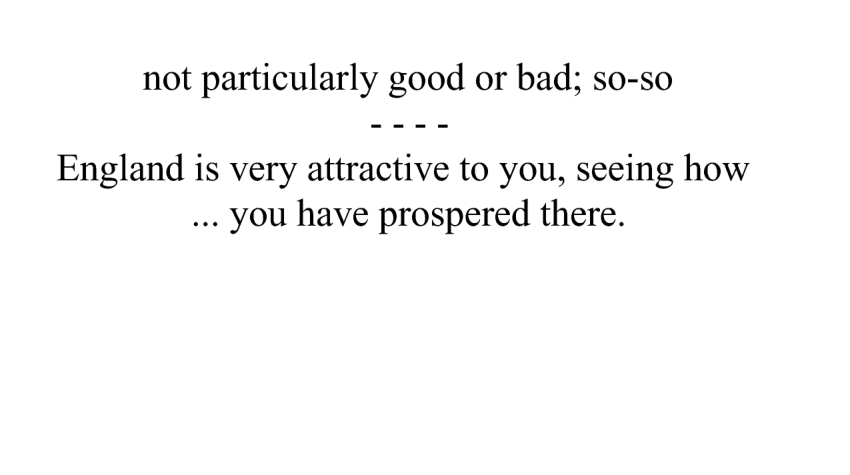 not particularly good or bad; so-so
- - - -
England is very attractive to you, seeing how
... you have prospered there.